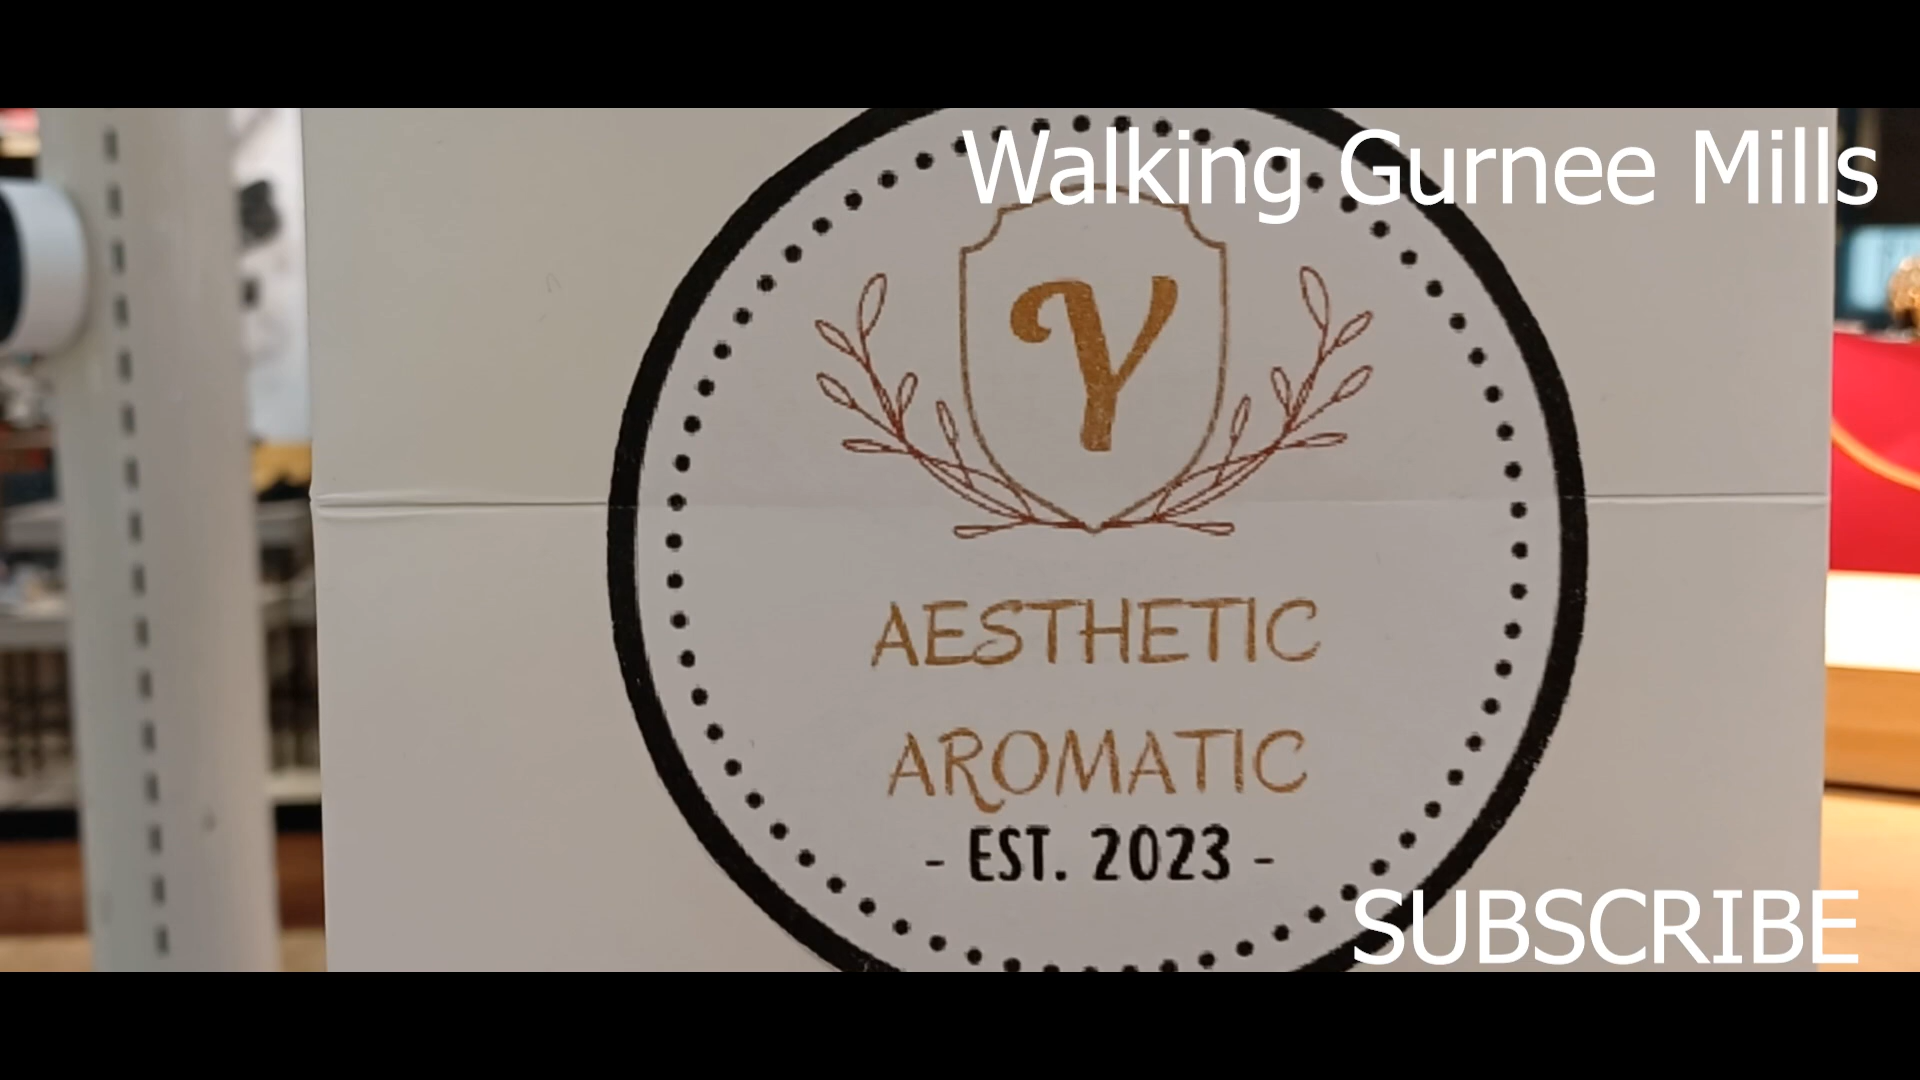 Walking Gurnee Mills
Y
AESTHETIC
AROMATIC
- EST. 2023 -
SUBSCRIBE